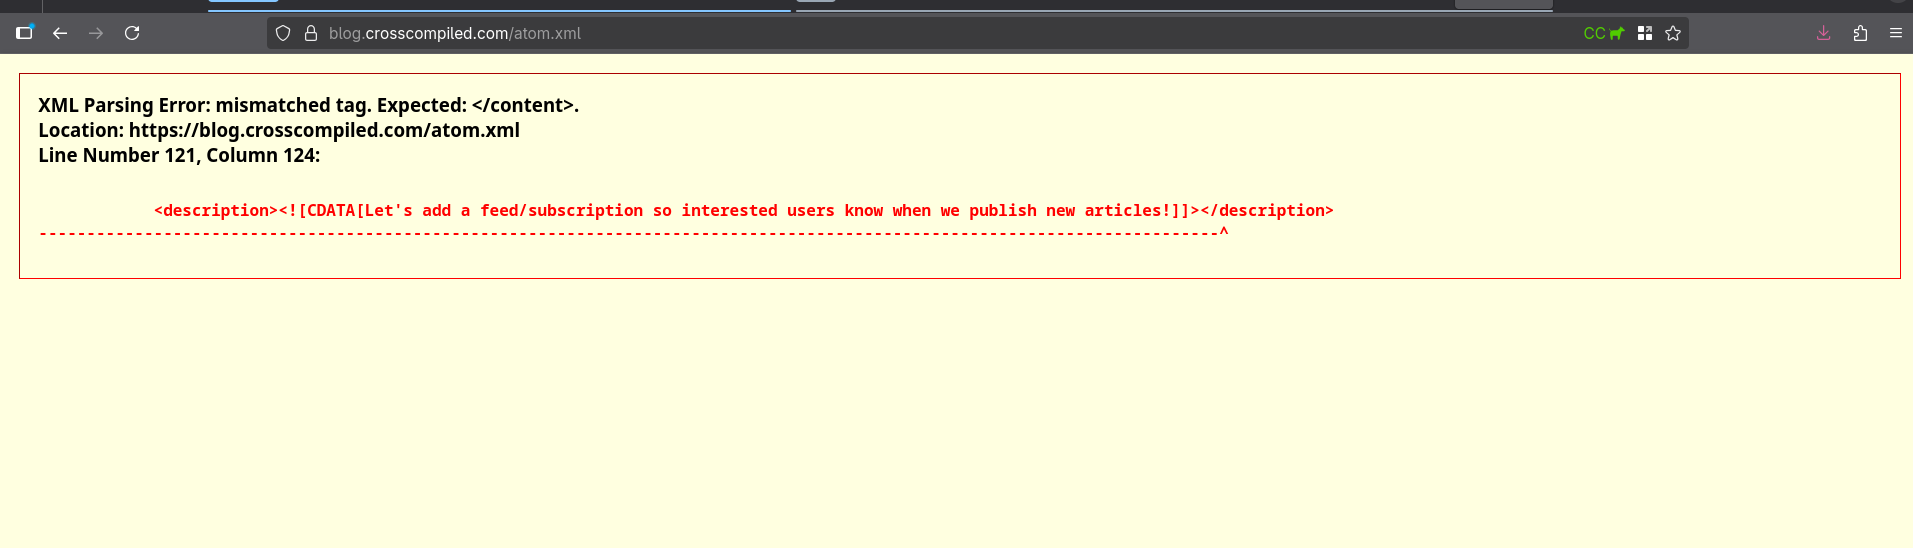 blog.crosscompiled.com/atom.xml
CC
XML Parsing Error: mismatched tag. Expected: </content>.
Location: https://blog.crosscompiled.com/atom.xml
Line Number 121, Column 124:
<description><![CDATA[Let's add a feed/subscription so interested users know when we publish new articles!]]></description>
---------------------------------------------------------------------------------------------------------------------------^